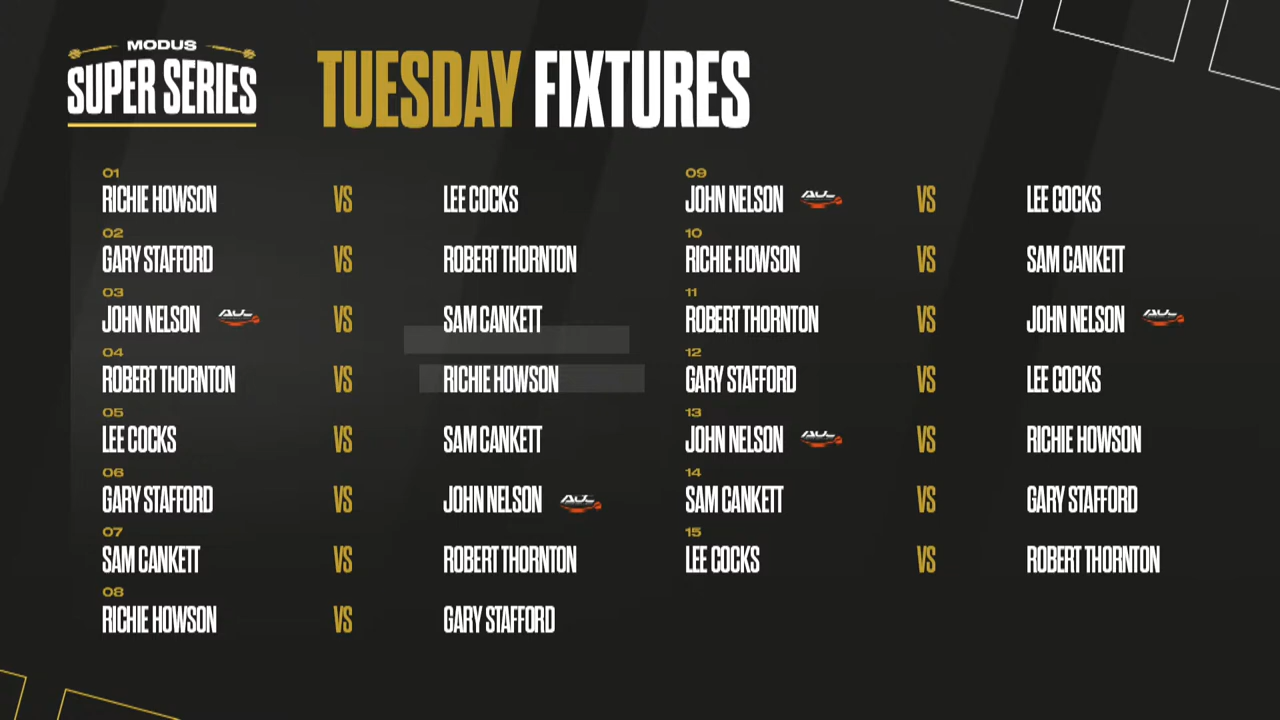 MODUS
SUPER SERIES
TUESDAY FIXTURES
01
RICHIE HOWSON VS LEE COCKS
02
GARY STAFFORD VS ROBERT THORNTON
03
JOHN NELSON VS SAM CANKETT
04
ROBERT THORNTON VS RICHIE HOWSON
05
LEE COCKS VS SAM CANKETT
06
GARY STAFFORD VS JOHN NELSON
07
SAM CANKETT VS ROBERT THORNTON
08
RICHIE HOWSON VS GARY STAFFORD
09
JOHN NELSON VS LEE COCKS
10
RICHIE HOWSON VS SAM CANKETT
11
ROBERT THORNTON VS JOHN NELSON
12
GARY STAFFORD VS LEE COCKS
13
JOHN NELSON VS RICHIE HOWSON
14
SAM CANKETT VS GARY STAFFORD
15
LEE COCKS VS ROBERT THORNTON